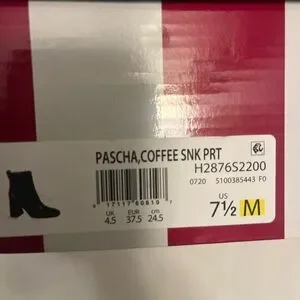 PASCHA,COFFEE SNK PRT
H2876S2200
0720 5100385443 F0
US
7½ M
UK EUR cm
4.5 37.5 24.5